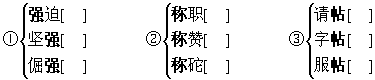 强迫[ ] 称职[ ] 请帖[ ]
①坚强[ ] ②称赞[ ] ③字帖[ ]
倔强[ ] 称砣[ ] 服帖[ ]